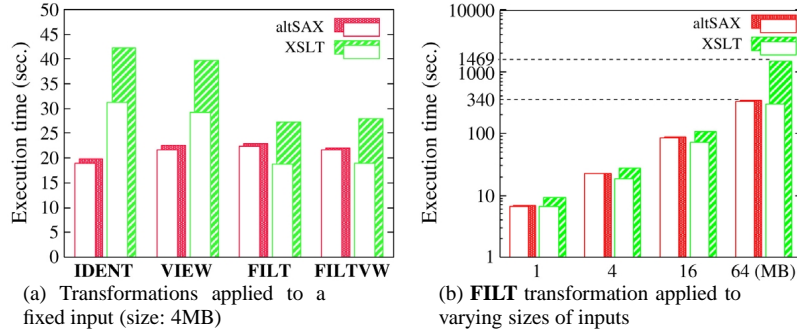 50
45
40
35
30
25
20
15
10
5
0
Execution time (sec.)
altSAX
XSLT
IDENT VIEW FILT FILTVW
(a) Transformations applied to a
fixed input (size: 4MB)
10000
1469
1000
340
100
10
1
Execution time (sec.)
altSAX
XSLT
1 4 16 64 (MB)
(b) FILT transformation applied to
varying sizes of inputs